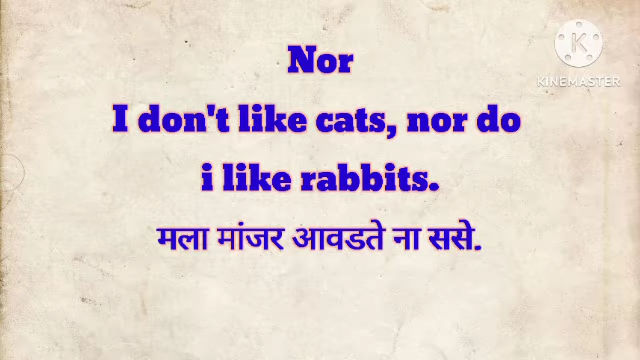 Nor
I don't like cats, nor do
i like rabbits.
मला मांजर आवडते ना ससे.
KINEMASTER